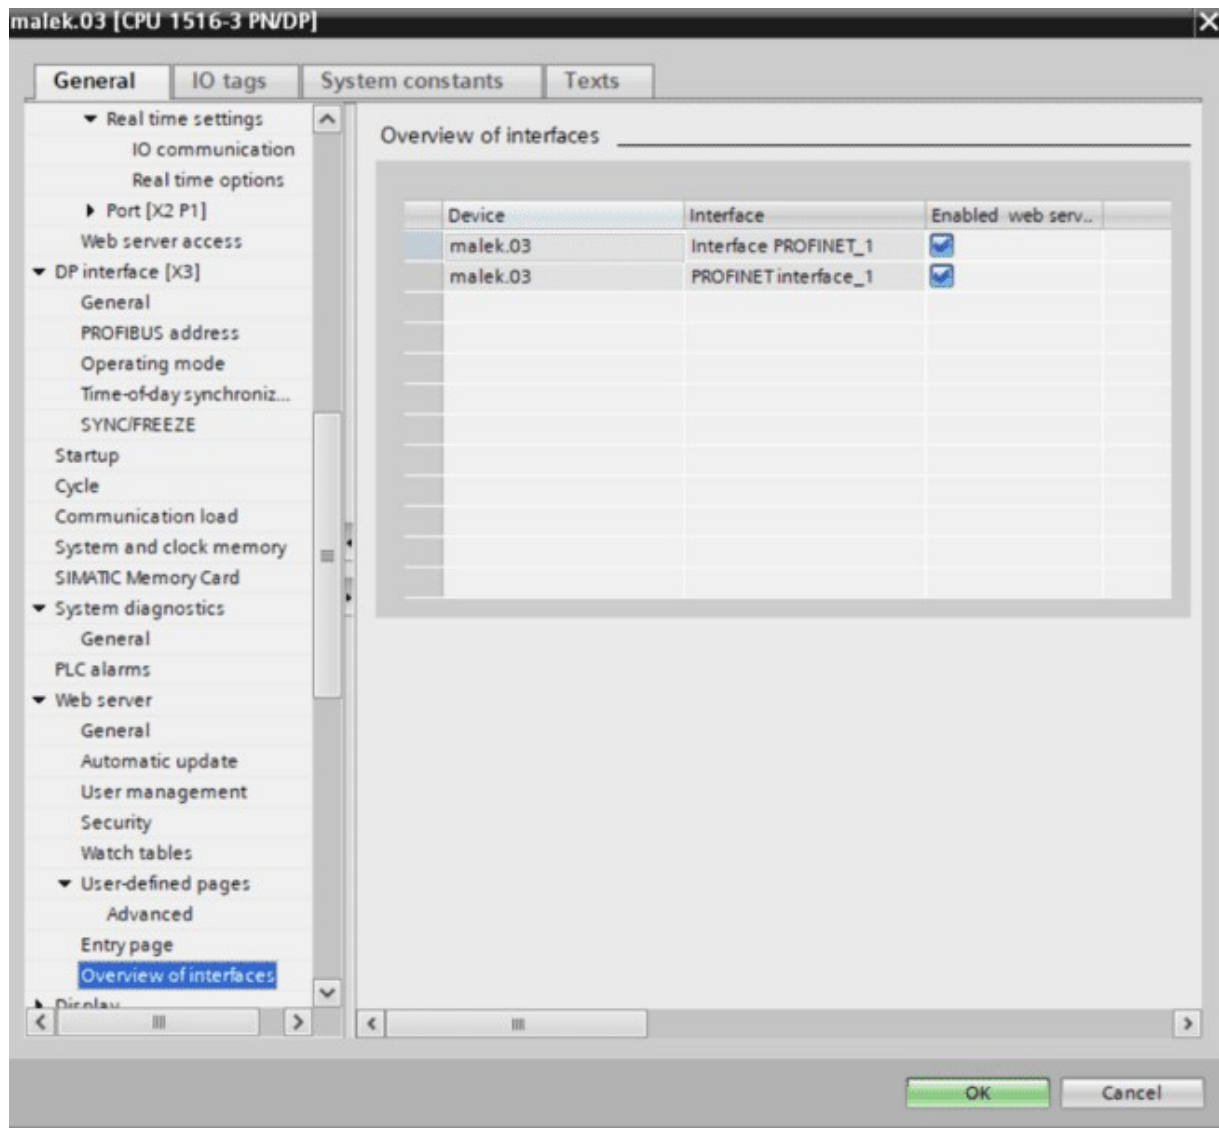 malek.03 [CPU 1516-3 PN/DP]
General
IO tags
System constants
Texts
Real time settings
IO communication
Real time options
Port [X2 P1]
Web server access
DP interface [X3]
General
PROFIBUS address
Operating mode
Time-of-day synchroniz...
SYNC/FREEZE
Startup
Cycle
Communication load
System and clock memory
SIMATIC Memory Card
System diagnostics
General
PLC alarms
Web server
General
Automatic update
User management
Security
Watch tables
User-defined pages
Advanced
Entry page
Overview of interfaces
Display
Overview of interfaces
Device Interface Enabled web serv..
malek.03 Interface PROFINET_1
malek.03 PROFINET interface_1
OK
Cancel